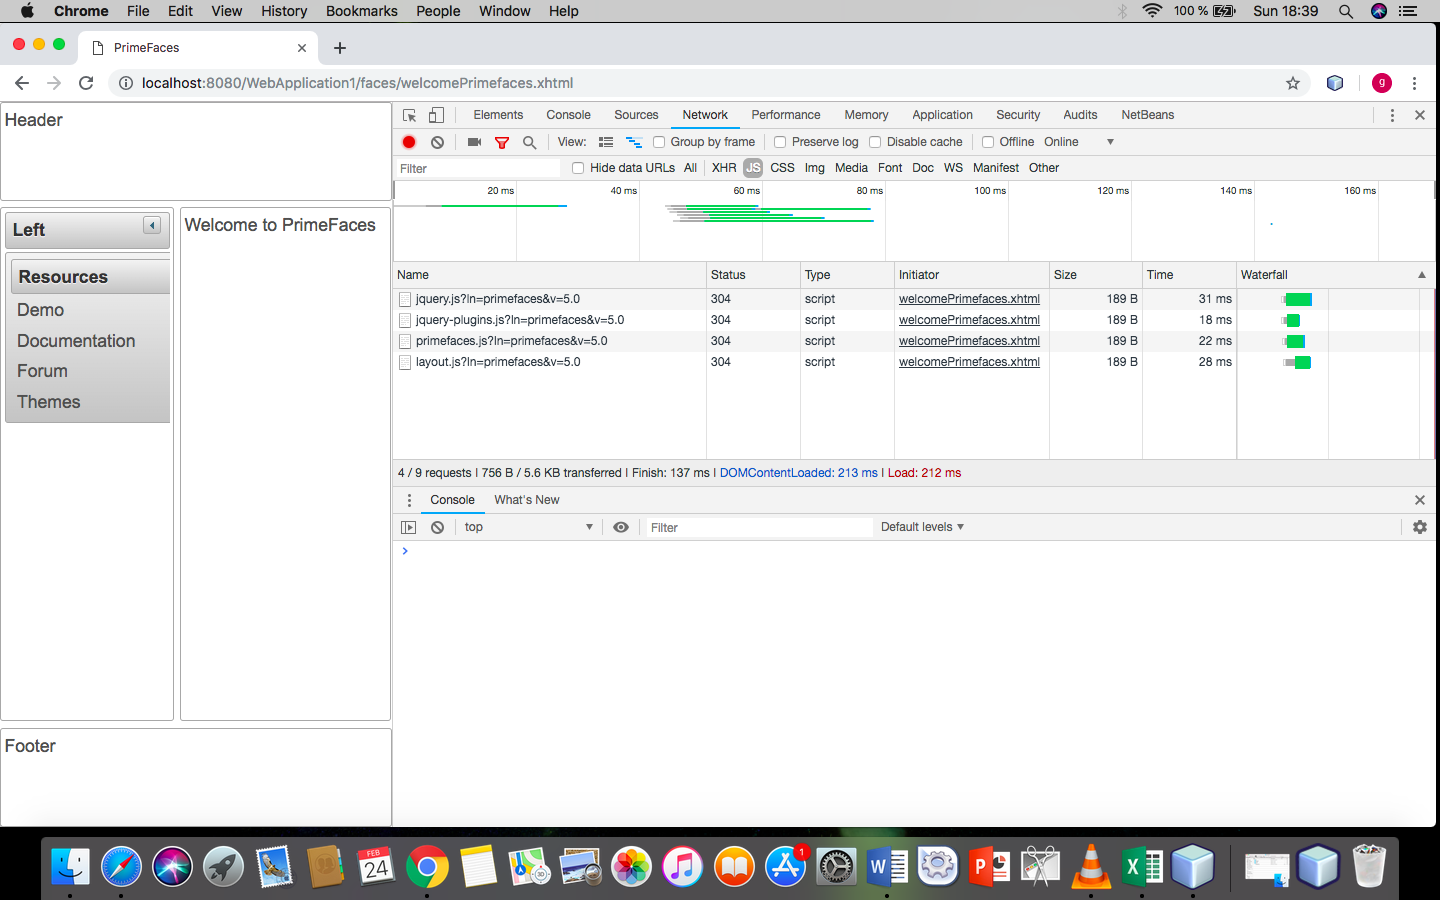 Chrome File Edit View History Bookmarks People Window Help 100 % Sun 18:39
PrimeFaces
localhost:8080/WebApplication1/faces/welcomePrimefaces.xhtml g
Header
Left
Resources
Demo
Documentation
Forum
Themes
Welcome to PrimeFaces
Footer
Elements Console Sources Network Performance Memory Application Security Audits NetBeans
View: Group by frame Preserve log Disable cache Offline Online
Filter Hide data URLs All XHR JS CSS Img Media Font Doc WS Manifest Other
20 ms 40 ms 60 ms 80 ms 100 ms 120 ms 140 ms 160 ms
Name Status Type Initiator Size Time Waterfall
jquery.js?ln=primefaces&v=5.0 304 script welcomePrimefaces.xhtml 189 B 31 ms
jquery-plugins.js?ln=primefaces&v=5.0 304 script welcomePrimefaces.xhtml 189 B 18 ms
primefaces.js?ln=primefaces&v=5.0 304 script welcomePrimefaces.xhtml 189 B 22 ms
layout.js?ln=primefaces&v=5.0 304 script welcomePrimefaces.xhtml 189 B 28 ms
4 / 9 requests | 756 B / 5.6 KB transferred | Finish: 137 ms | DOMContentLoaded: 213 ms | Load: 212 ms
Console What's New
top Filter Default levels
FEB
24
3D
1
W
P
X